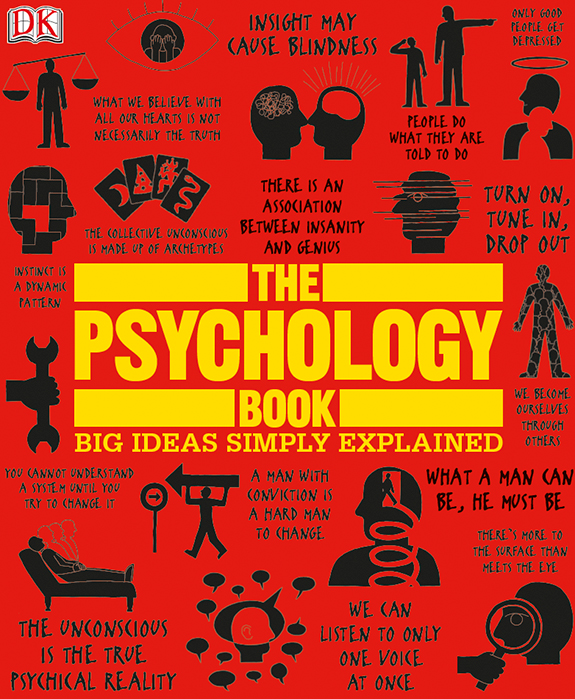 DK
INSIGHT MAY
CAUSE BLINDNESS
ONLY GOOD
PEOPLE GET
DEPRESSED
WHAT WE BELIEVE WITH
ALL OUR HEARTS IS NOT
NECESSARILY THE TRUTH
PEOPLE DO
WHAT THEY ARE
TOLD TO DO
THE COLLECTIVE UNCONSCIOUS
IS MADE UP OF ARCHETYPES
THERE IS AN
ASSOCIATION
BETWEEN INSANITY
AND GENIUS
TURN ON,
TUNE IN,
DROP OUT
INSTINCT IS
A DYNAMIC
PATTERN
THE
PSYCHOLOGY
BOOK
BIG IDEAS SIMPLY EXPLAINED
WE BECOME
OURSELVES
THROUGH
OTHERS
YOU CANNOT UNDERSTAND
A SYSTEM UNTIL YOU
TRY TO CHANGE IT
A MAN WITH
CONVICTION IS
A HARD MAN
TO CHANGE
WHAT A MAN CAN
BE, HE MUST BE
THERE'S MORE TO
THE SURFACE THAN
MEETS THE EYE
THE UNCONSCIOUS
IS THE TRUE
PSYCHICAL REALITY
WE CAN
LISTEN TO ONLY
ONE VOICE
AT ONCE